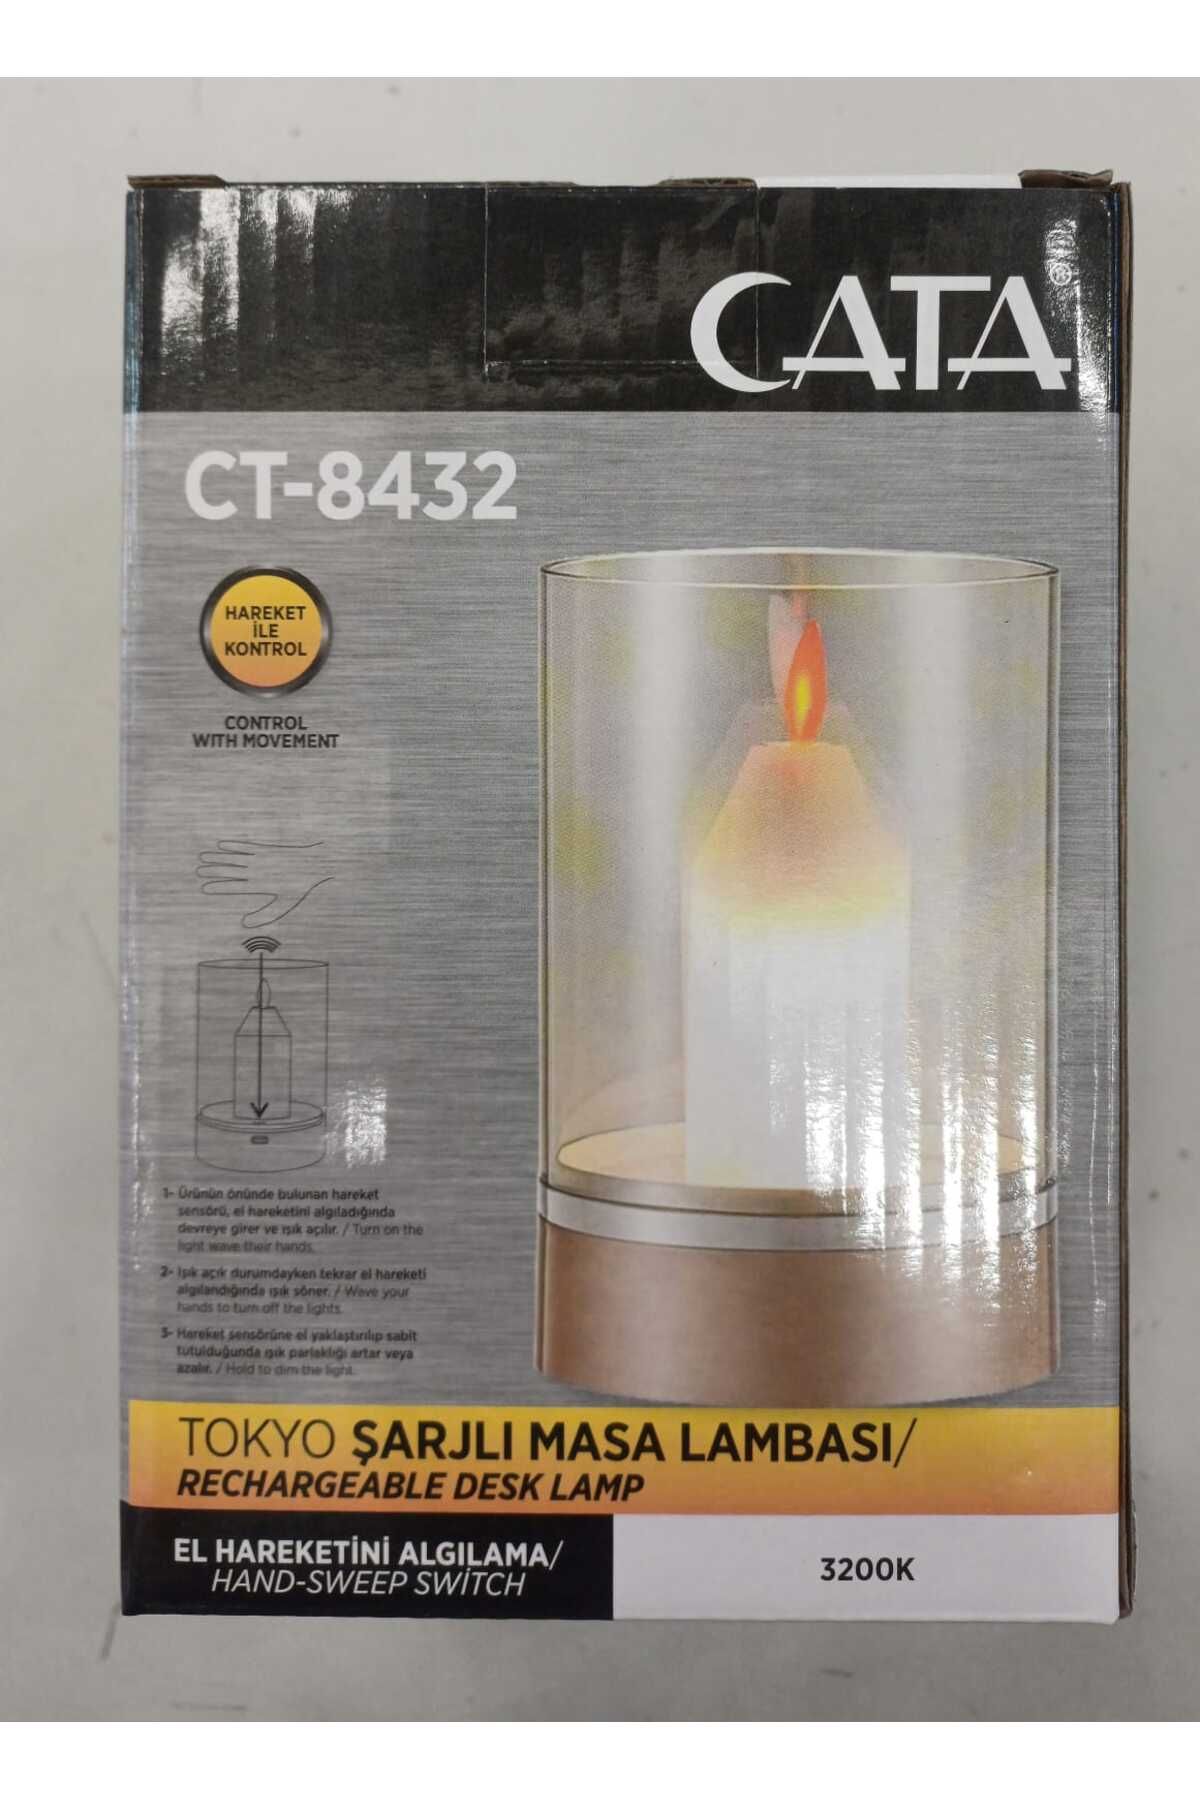 CATA®
CT-8432
HAREKET
İLE
KONTROL
CONTROL
WITH MOVEMENT
1- Ürünün önünde bulunan hareket
sensörü, el hareketini algıladığında
devreye girer ve ışık açılır. / Turn on the
light wave their hands.
2- Işık açık durumdayken tekrar el hareketi
algılandığında ışık söner. / Wave your
hands to turn off the lights.
3- Hareket sensörüne el yaklaştırılıp sabit
tutulduğunda ışık parlaklığı artar veya
azalır. / Hold to dim the light.
TOKYO ŞARJLI MASA LAMBASI/
RECHARGEABLE DESK LAMP
EL HAREKETİNİ ALGILAMA/
HAND-SWEEP SWİTCH
3200K